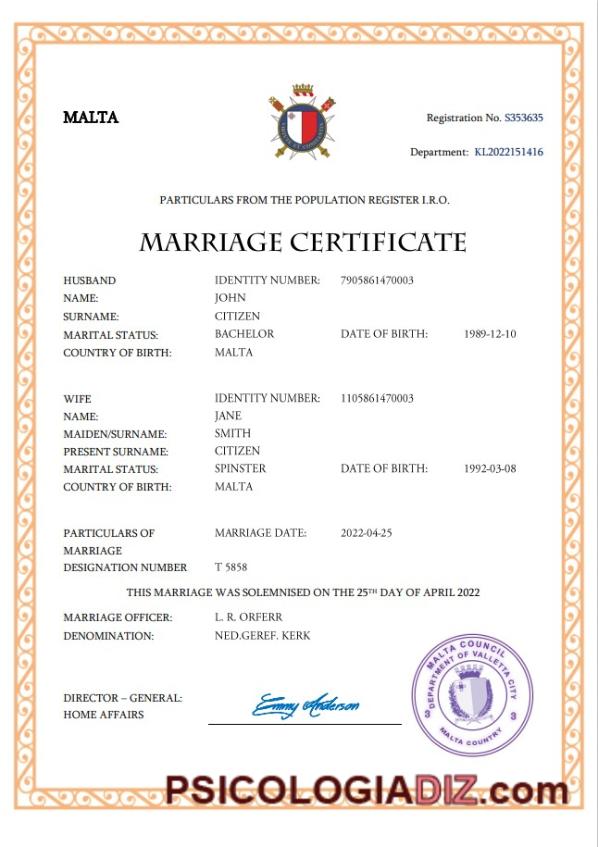 MALTA
Registration No. S353635
Department: KL2022151416
PARTICULARS FROM THE POPULATION REGISTER I.R.O.
MARRIAGE CERTIFICATE
HUSBAND IDENTITY NUMBER: 7905861470003
NAME: JOHN
SURNAME: CITIZEN
MARITAL STATUS: BACHELOR DATE OF BIRTH: 1989-12-10
COUNTRY OF BIRTH: MALTA
WIFE IDENTITY NUMBER: 1105861470003
NAME: JANE
MAIDEN/SURNAME: SMITH
PRESENT SURNAME: CITIZEN
MARITAL STATUS: SPINSTER DATE OF BIRTH: 1992-03-08
COUNTRY OF BIRTH: MALTA
PARTICULARS OF MARRIAGE DATE: 2022-04-25
MARRIAGE
DESIGNATION NUMBER T 5858
THIS MARRIAGE WAS SOLEMNISED ON THE 25TH DAY OF APRIL 2022
MARRIAGE OFFICER: L. R. ORFERR
DENOMINATION: NED.GEREF. KERK
MALTA COUNCIL
DEPARTMENT OF VALLETTA CITY
3 3
MALTA COUNTRY
DIRECTOR – GENERAL: Emmy Anderson
HOME AFFAIRS
PSICOLOGIADIZ.com